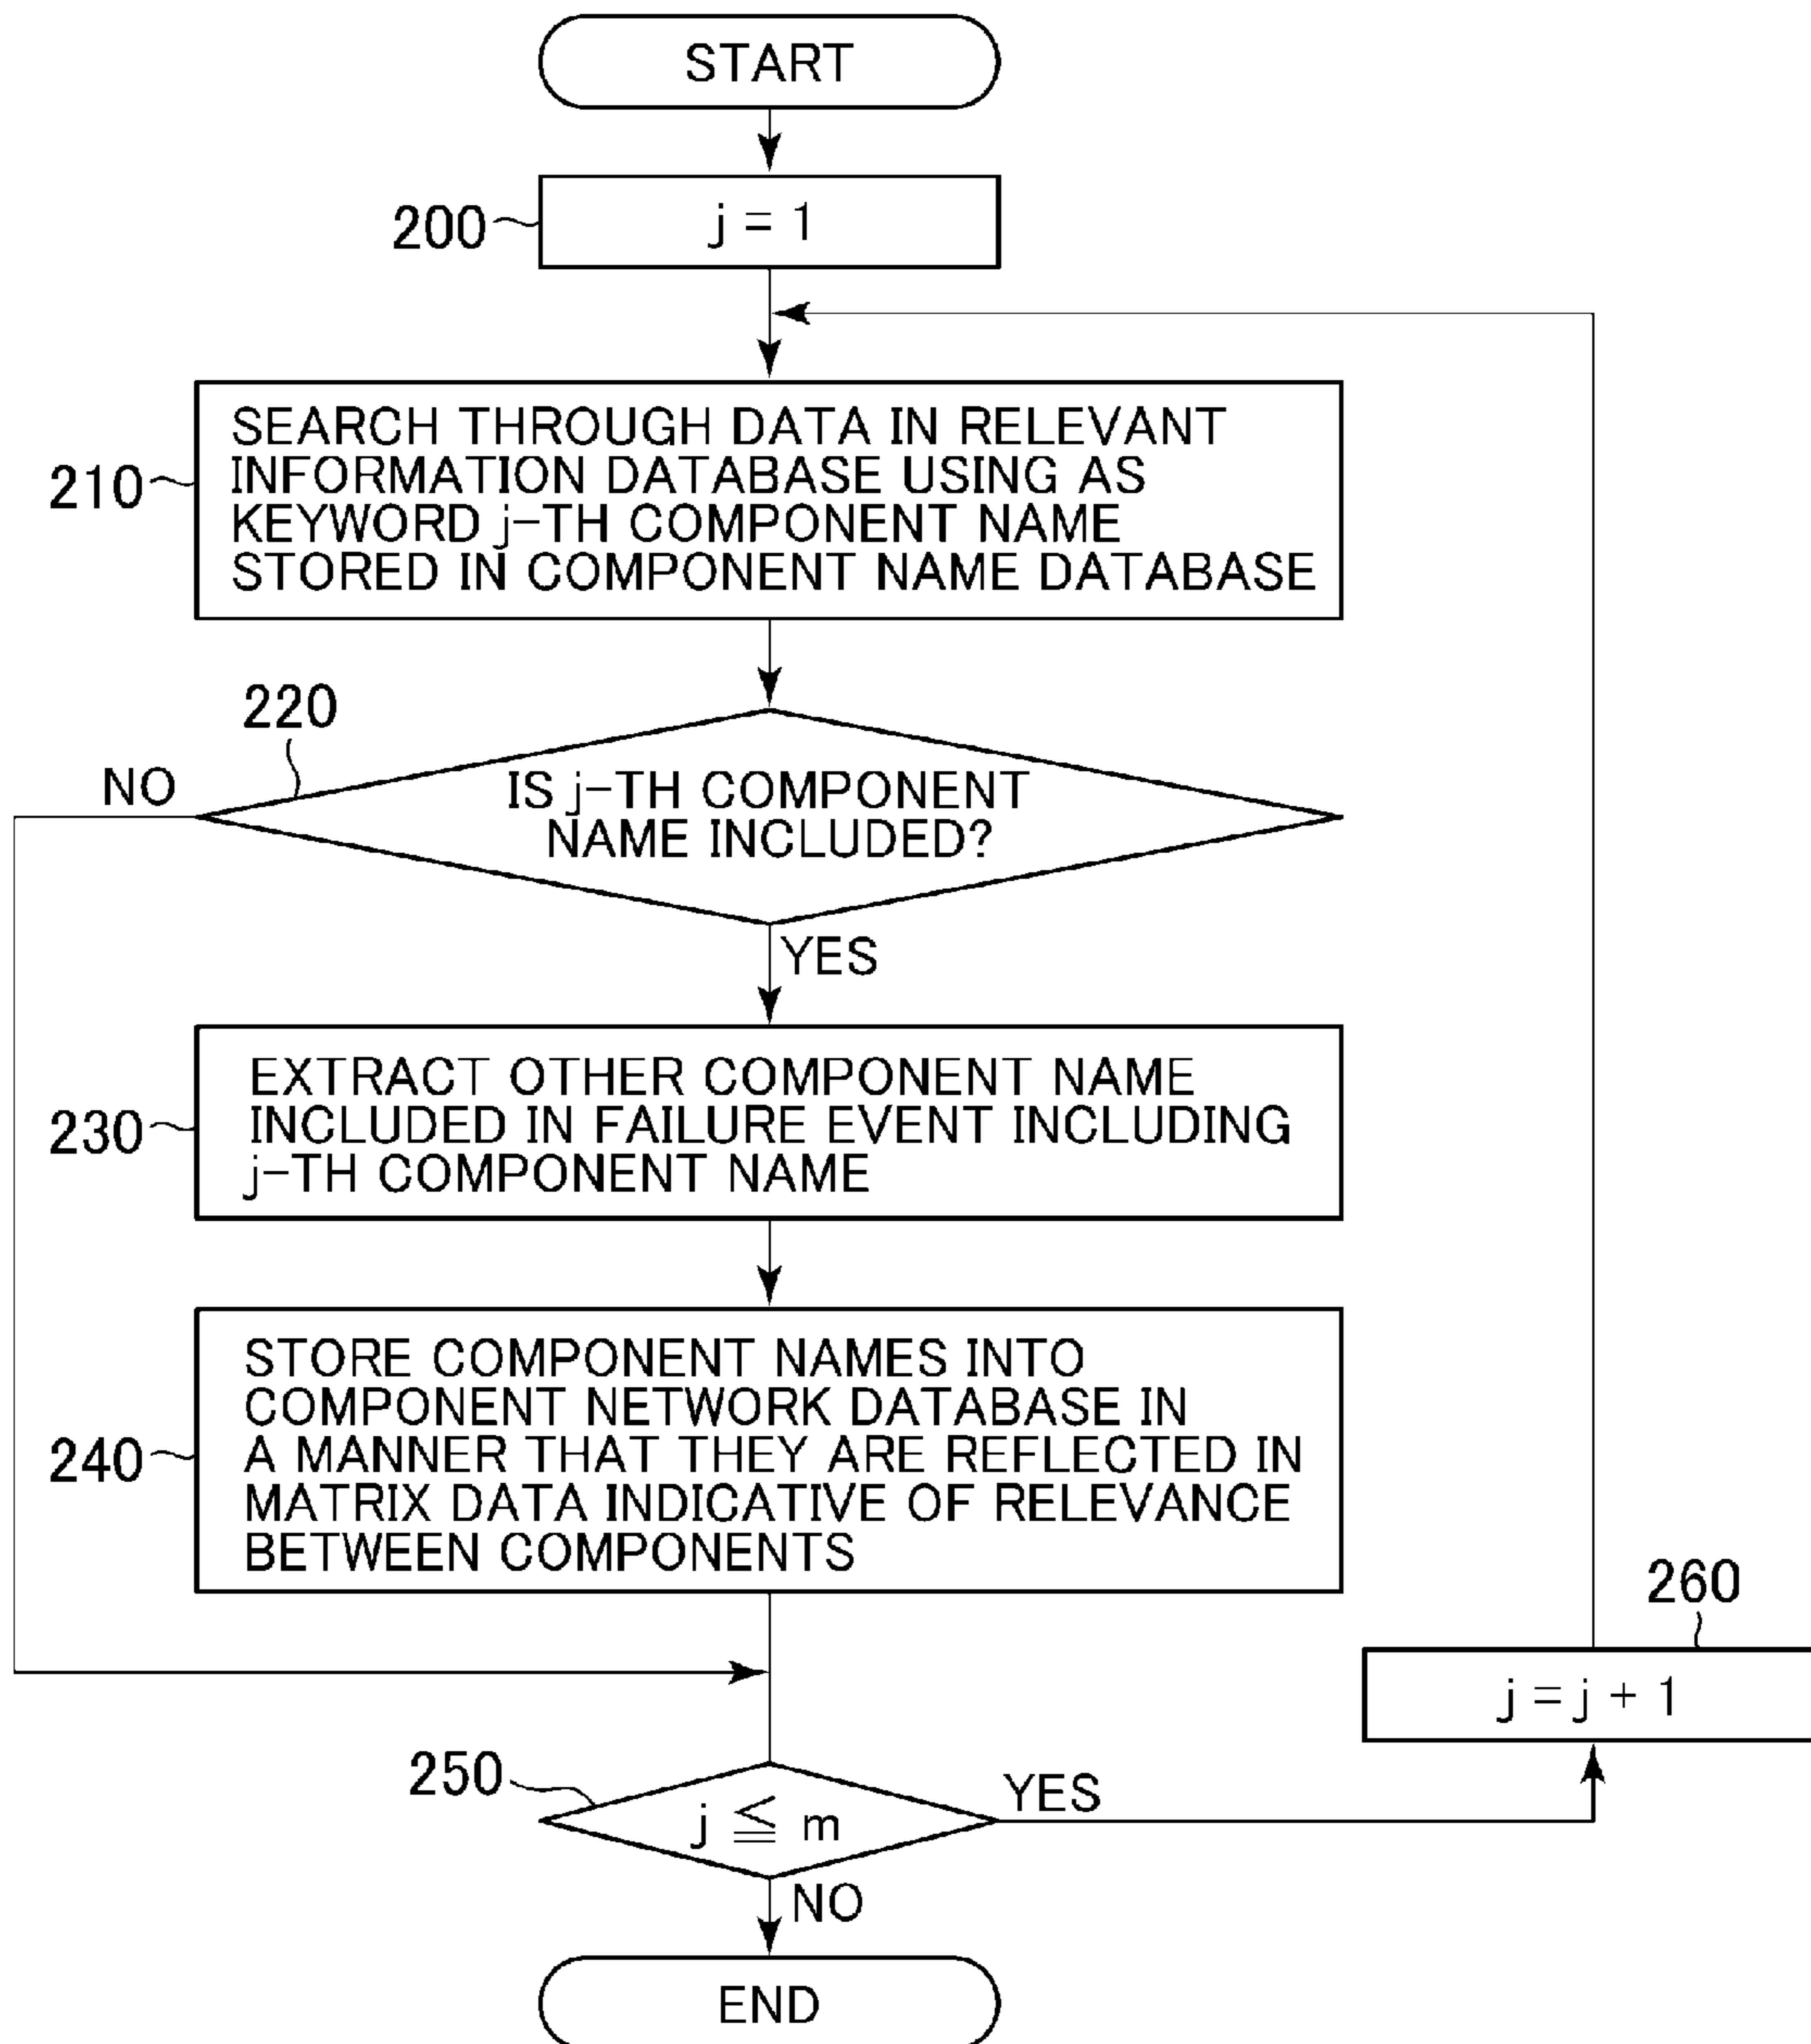 START
200
j = 1
SEARCH THROUGH DATA IN RELEVANT
INFORMATION DATABASE USING AS
KEYWORD j-TH COMPONENT NAME
STORED IN COMPONENT NAME DATABASE
210
220
NO
IS j-TH COMPONENT
NAME INCLUDED?
YES
EXTRACT OTHER COMPONENT NAME
INCLUDED IN FAILURE EVENT INCLUDING
j-TH COMPONENT NAME
230
STORE COMPONENT NAMES INTO
COMPONENT NETWORK DATABASE IN
A MANNER THAT THEY ARE REFLECTED IN
MATRIX DATA INDICATIVE OF RELEVANCE
BETWEEN COMPONENTS
240
260
j = j + 1
250
j ≦ m
YES
NO
END